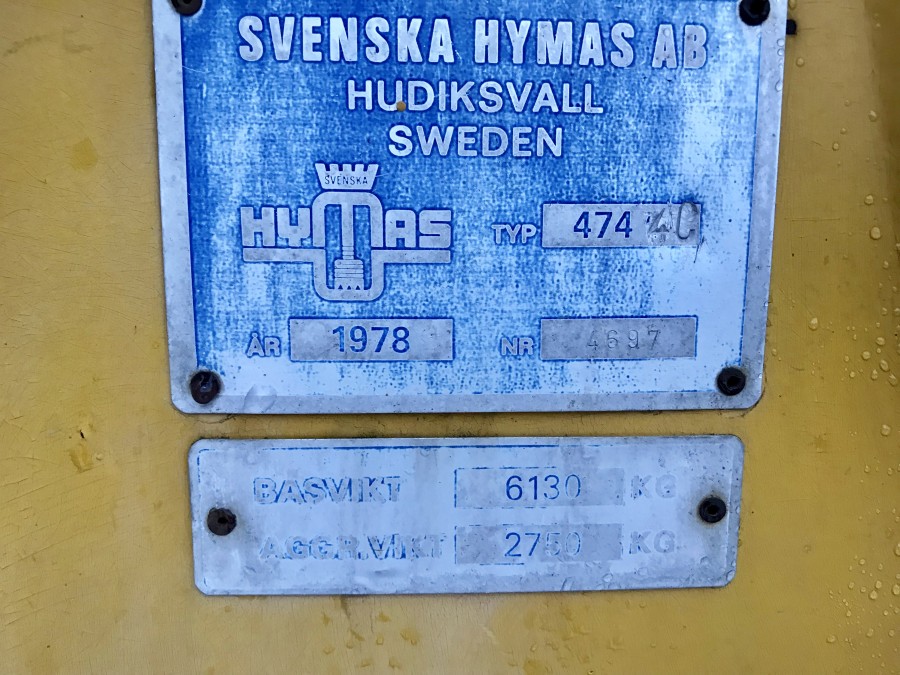 SVENSKA HYMAS AB
HUDIKSVALL
SWEDEN
SVENSKA
HYMAS
TYP 474 4C
ÅR 1978 NR 4697
BASVIKT 6130 KG
AGGR.VIKT 2750 KG